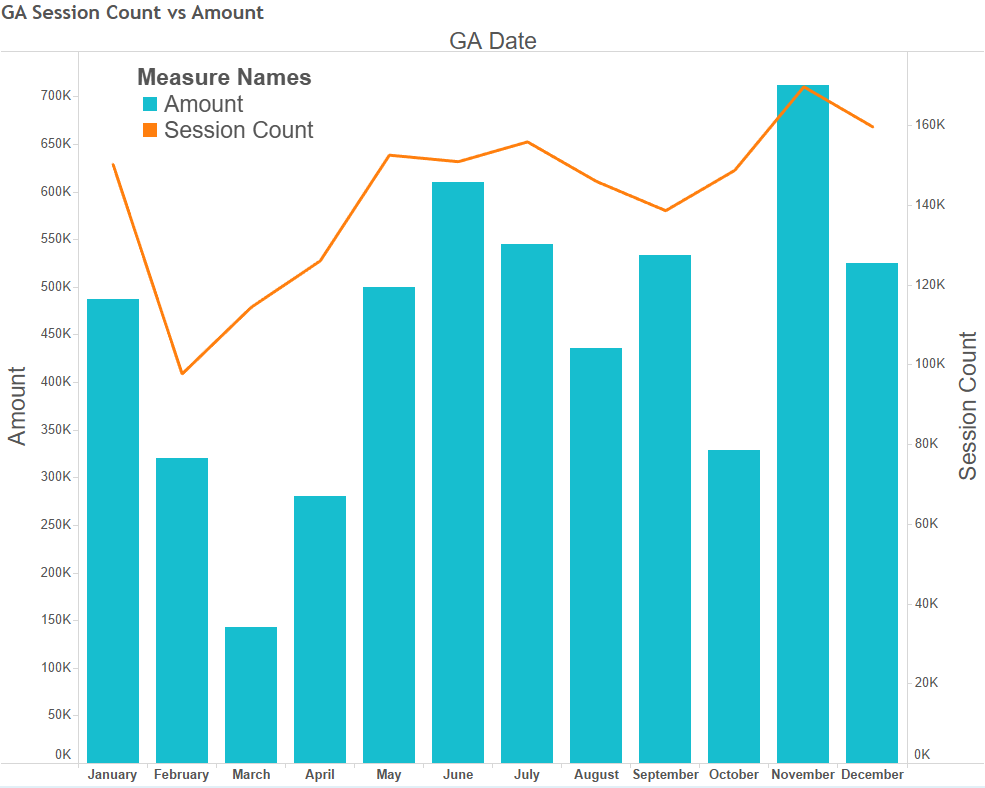 GA Session Count vs Amount
GA Date
Measure Names
Amount
Session Count
700K
650K
600K
550K
500K
450K
400K
350K
300K
250K
200K
150K
100K
50K
0K
Amount
160K
140K
120K
100K
80K
60K
40K
20K
0K
Session Count
January February March April May June July August September October November December